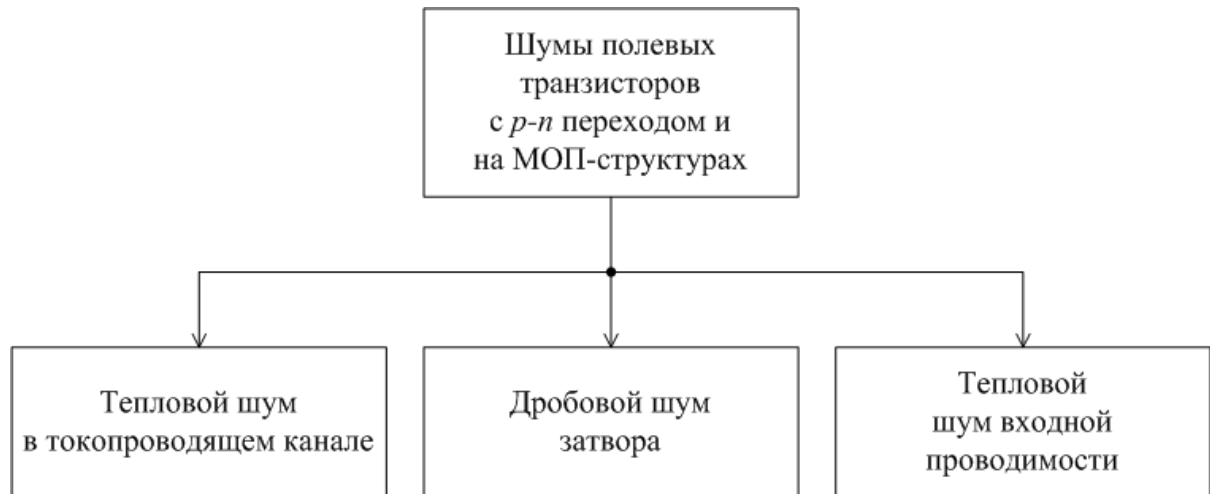 Шумы полевых
транзисторов
с p-n переходом и
на МОП-структурах
Тепловой шум
в токопроводящем канале
Дробовой шум
затвора
Тепловой
шум входной
проводимости